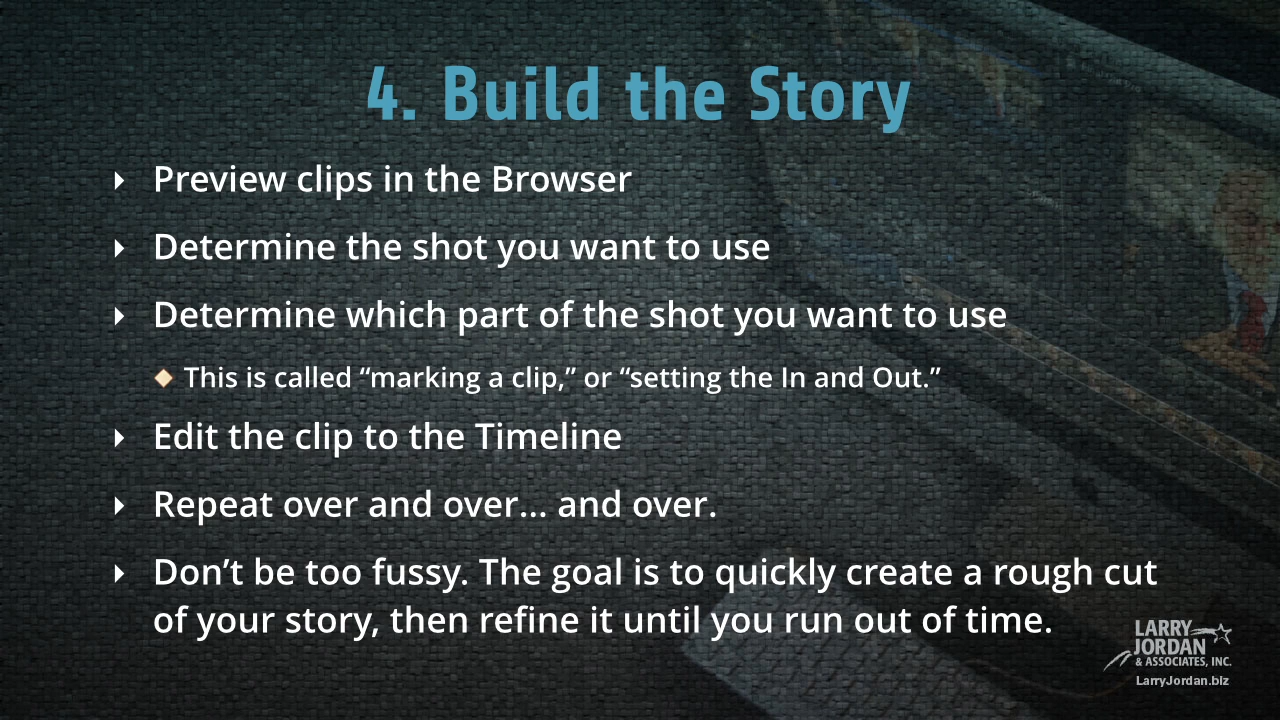 4. Build the Story
Preview clips in the Browser
Determine the shot you want to use
Determine which part of the shot you want to use
This is called “marking a clip,” or “setting the In and Out.”
Edit the clip to the Timeline
Repeat over and over… and over.
Don’t be too fussy. The goal is to quickly create a rough cut
of your story, then refine it until you run out of time.
LARRY
JORDAN
& ASSOCIATES, INC.
LarryJordan.biz